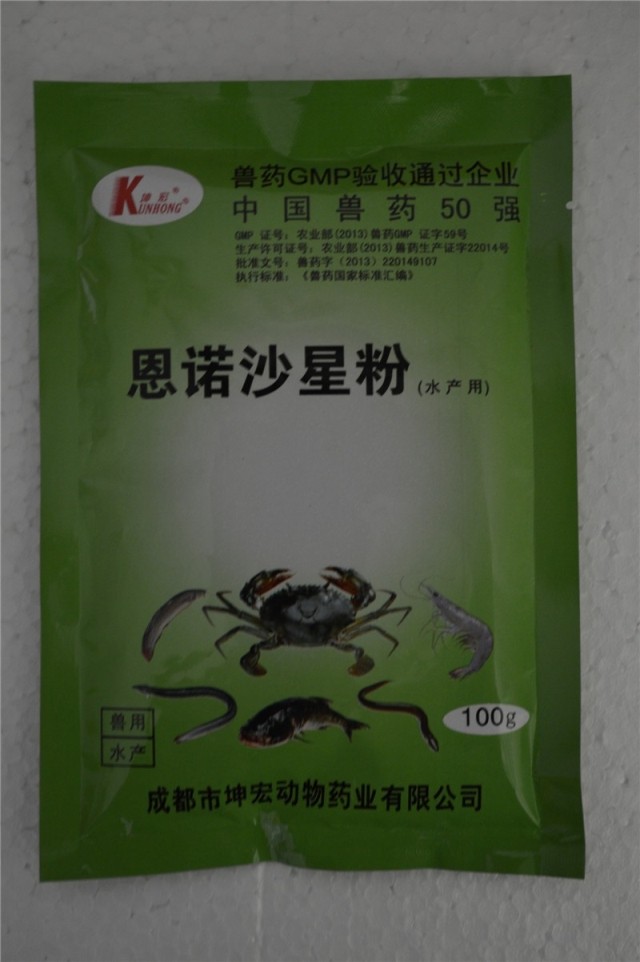 坤宏®
KUNHONG®
兽药GMP验收通过企业
中国兽药50强
GMP 证号：农业部(2013)兽药GMP 证字59号
生产许可证号：农业部(2013)兽药生产证字22014号
批准文号：兽药字（2013）220149107
执行标准：《兽药国家标准汇编》
恩诺沙星粉(水产用)
兽用
水产
100g
成都市坤宏动物药业有限公司